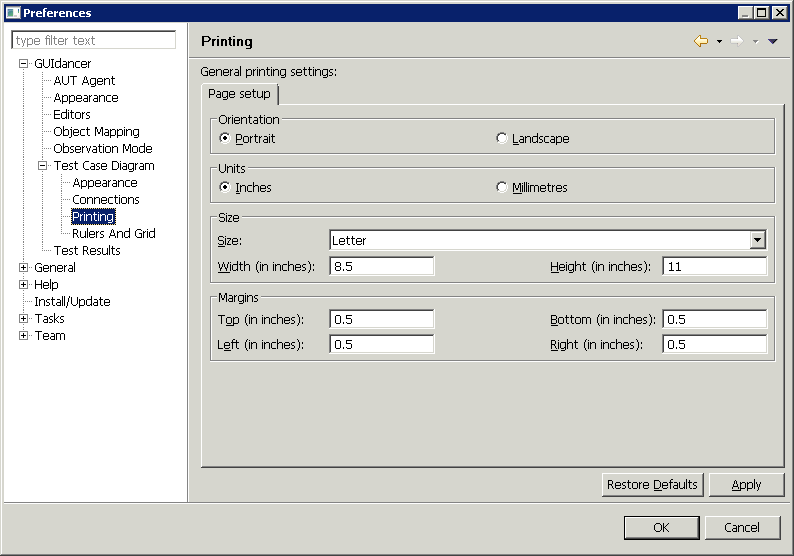 Preferences
type filter text
GUIdancer
AUT Agent
Appearance
Editors
Object Mapping
Observation Mode
Test Case Diagram
Appearance
Connections
Printing
Rulers And Grid
Test Results
General
Help
Install/Update
Tasks
Team
Printing
General printing settings:
Page setup
Orientation
Portrait Landscape
Units
Inches Millimetres
Size
Size: Letter
Width (in inches): 8.5 Height (in inches): 11
Margins
Top (in inches): 0.5 Bottom (in inches): 0.5
Left (in inches): 0.5 Right (in inches): 0.5
Restore Defaults Apply
OK Cancel